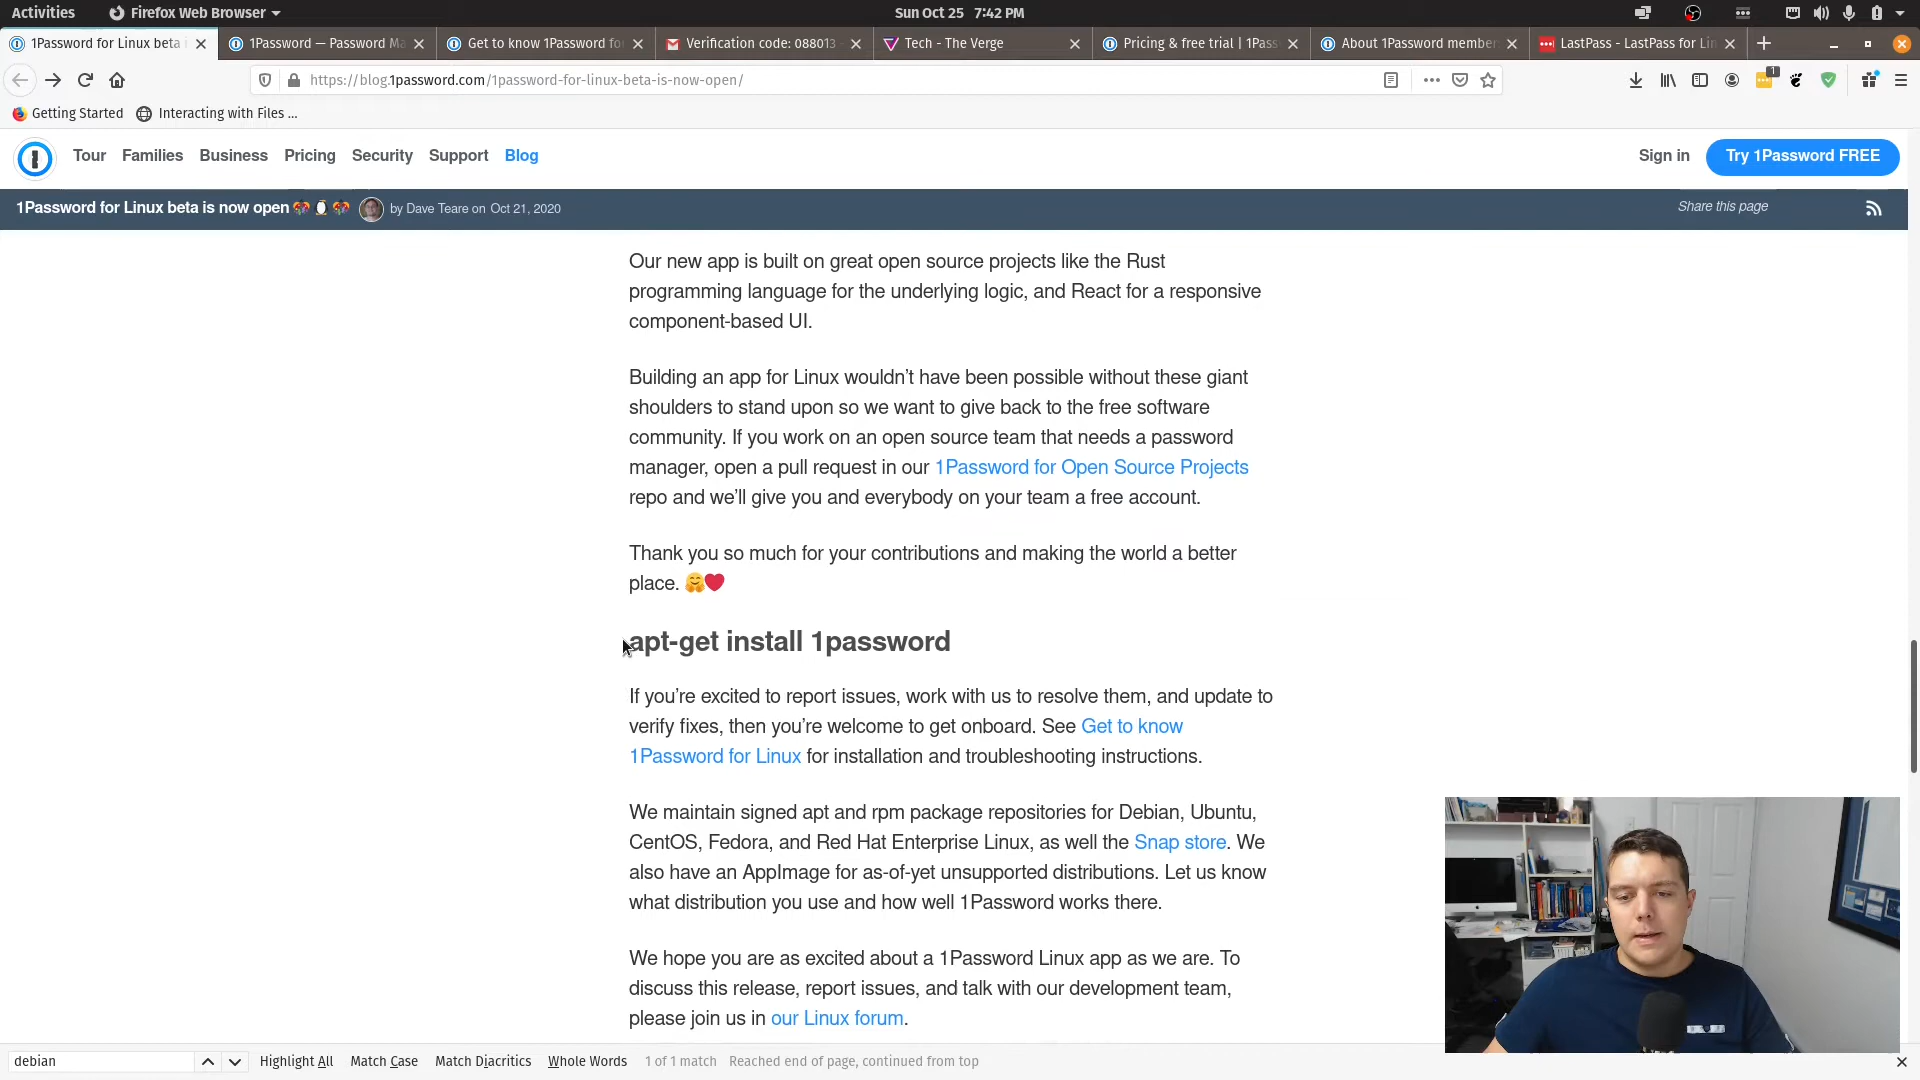 Activities Firefox Web Browser Sun Oct 25 7:42 PM
1Password for Linux beta i 1Password — Password Ma Get to know 1Password fo Verification code: 088013 Tech - The Verge Pricing & free trial | 1Pass About 1Password member LastPass - LastPass for Lin
https://blog.1password.com/1password-for-linux-beta-is-now-open/ 1
Getting Started Interacting with Files ...
Tour Families Business Pricing Security Support Blog Sign in Try 1Password FREE
1Password for Linux beta is now open by Dave Teare on Oct 21, 2020 Share this page
Our new app is built on great open source projects like the Rust
programming language for the underlying logic, and React for a responsive
component-based UI.
Building an app for Linux wouldn’t have been possible without these giant
shoulders to stand upon so we want to give back to the free software
community. If you work on an open source team that needs a password
manager, open a pull request in our 1Password for Open Source Projects
repo and we’ll give you and everybody on your team a free account.
Thank you so much for your contributions and making the world a better
place. 🤗❤️
apt-get install 1password
If you’re excited to report issues, work with us to resolve them, and update to
verify fixes, then you’re welcome to get onboard. See Get to know
1Password for Linux for installation and troubleshooting instructions.
We maintain signed apt and rpm package repositories for Debian, Ubuntu,
CentOS, Fedora, and Red Hat Enterprise Linux, as well the Snap store. We
also have an AppImage for as-of-yet unsupported distributions. Let us know
what distribution you use and how well 1Password works there.
We hope you are as excited about a 1Password Linux app as we are. To
discuss this release, report issues, and talk with our development team,
please join us in our Linux forum.
debian Highlight All Match Case Match Diacritics Whole Words 1 of 1 match Reached end of page, continued from top